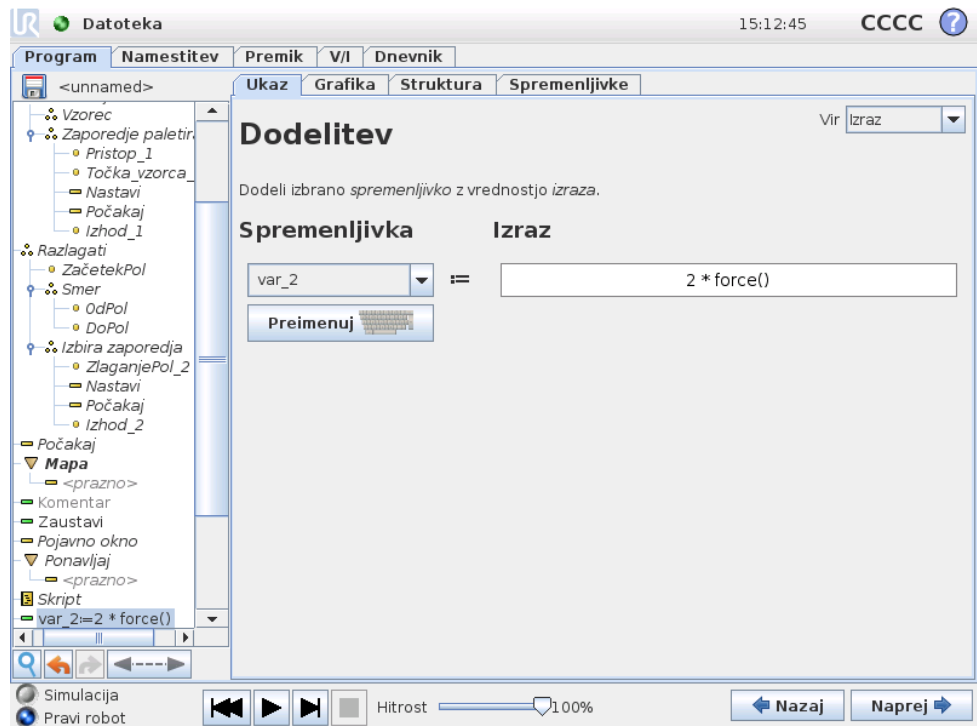 UR Datoteka 15:12:45 CCCC ?
Program Namestitev Premik V/I Dnevnik
<unnamed>
Ukaz Grafika Struktura Spremenljivke
Vzorec
Zaporedje paletir
Pristop_1
Točka_vzorca_
Nastavi
Počakaj
Izhod_1
Razlagati
ZačetekPol
Smer
OdPol
DoPol
Izbira zaporedja
ZlaganjePol_2
Nastavi
Počakaj
Izhod_2
Počakaj
Mapa
<prazno>
Komentar
Zaustavi
Pojavno okno
Ponavljaj
<prazno>
Skript
var_2:=2 * force()
Vir Izraz
Dodelitev
Dodeli izbrano spremenljivko z vrednostjo izraza.
Spremenljivka Izraz
var_2 := 2 * force()
Preimenuj
Simulacija
Pravi robot
Hitrost 100%
Nazaj Naprej